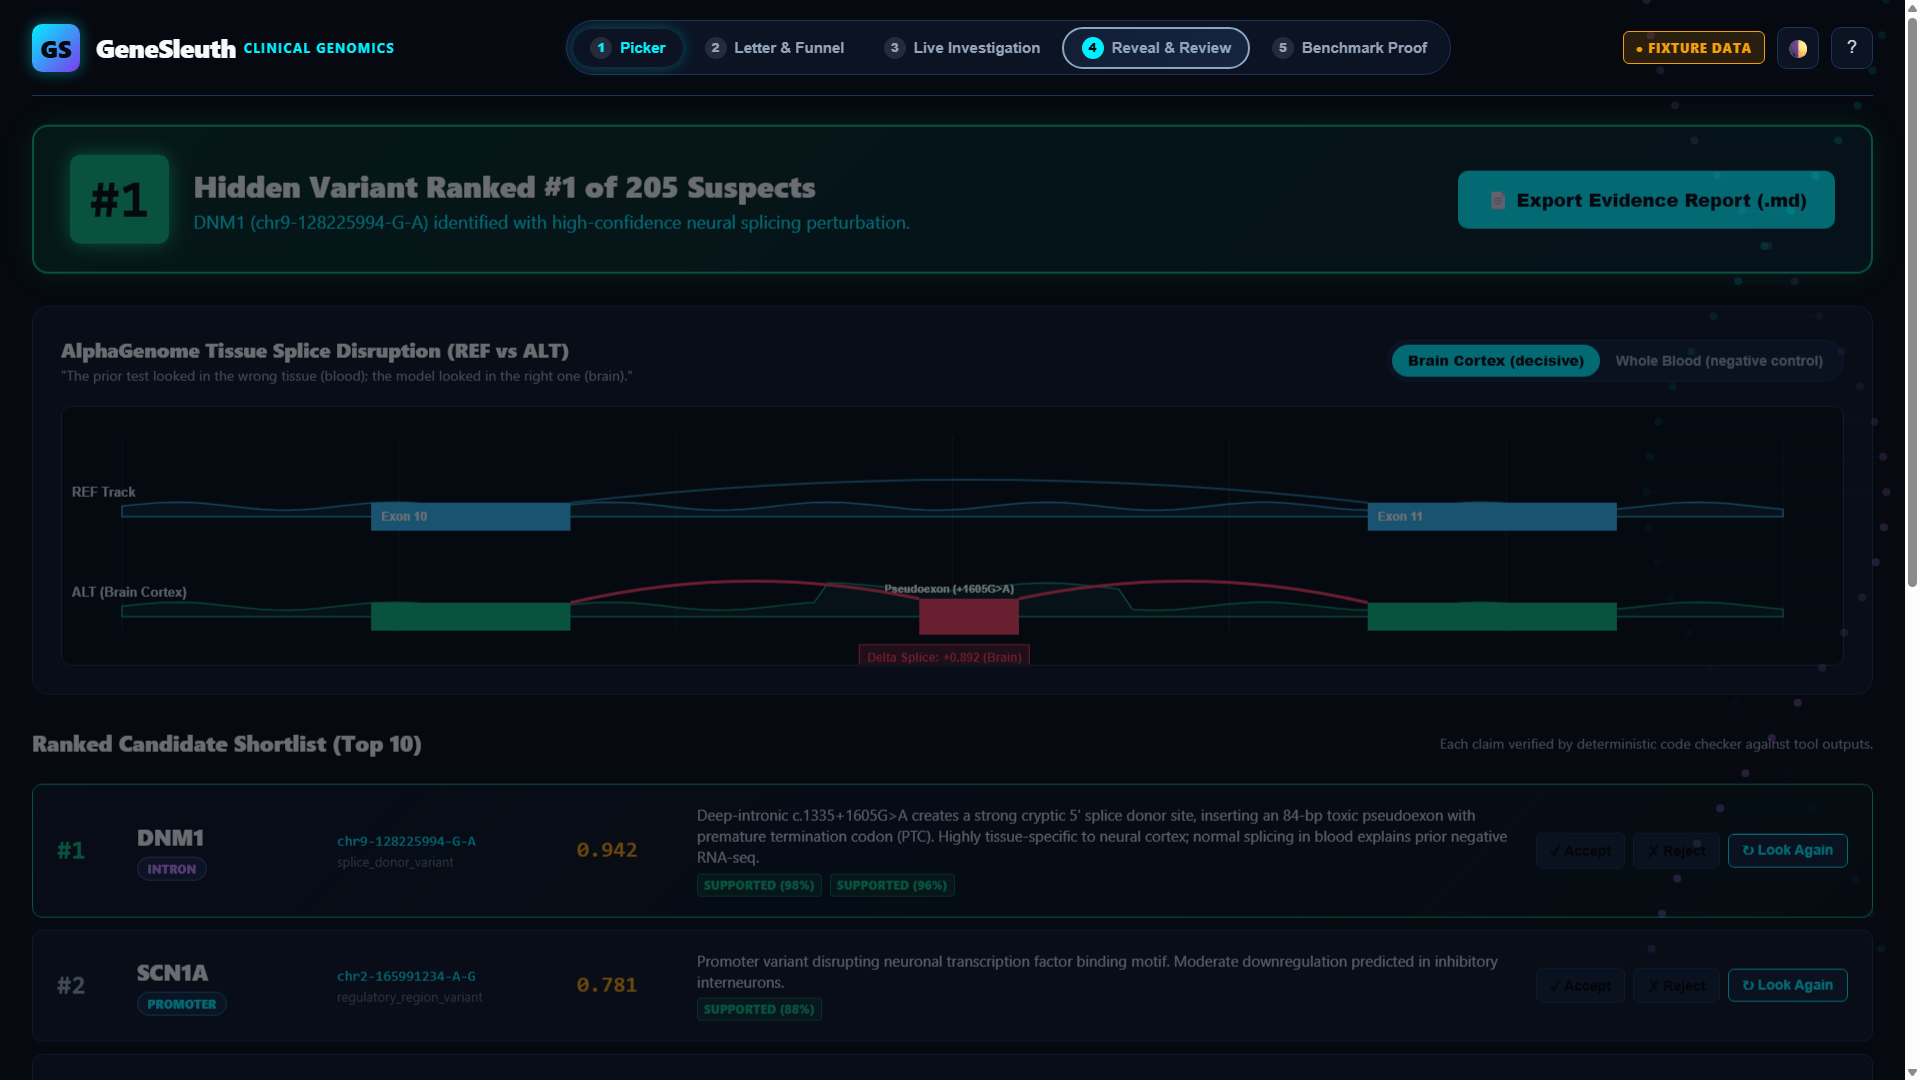 GS GeneSleuth CLINICAL GENOMICS
1 Picker
2 Letter & Funnel
3 Live Investigation
4 Reveal & Review
5 Benchmark Proof
• FIXTURE DATA
?
#1
Hidden Variant Ranked #1 of 205 Suspects
DNM1 (chr9-128225994-G-A) identified with high-confidence neural splicing perturbation.
Export Evidence Report (.md)
AlphaGenome Tissue Splice Disruption (REF vs ALT)
"The prior test looked in the wrong tissue (blood); the model looked in the right one (brain)."
Brain Cortex (decisive)
Whole Blood (negative control)
REF Track
Exon 10
Exon 11
ALT (Brain Cortex)
Pseudoexon (+1605G>A)
Delta Splice: +0.892 (Brain)
Ranked Candidate Shortlist (Top 10)
Each claim verified by deterministic code checker against tool outputs.
#1
DNM1
INTRON
chr9-128225994-G-A
splice_donor_variant
0.942
Deep-intronic c.1335+1605G>A creates a strong cryptic 5' splice donor site, inserting an 84-bp toxic pseudoexon with
premature termination codon (PTC). Highly tissue-specific to neural cortex; normal splicing in blood explains prior negative
RNA-seq.
SUPPORTED (98%)
SUPPORTED (96%)
✓ Accept
✗ Reject
↻ Look Again
#2
SCN1A
PROMOTER
chr2-165991234-A-G
regulatory_region_variant
0.781
Promoter variant disrupting neuronal transcription factor binding motif. Moderate downregulation predicted in inhibitory
interneurons.
SUPPORTED (88%)
✓ Accept
✗ Reject
↻ Look Again